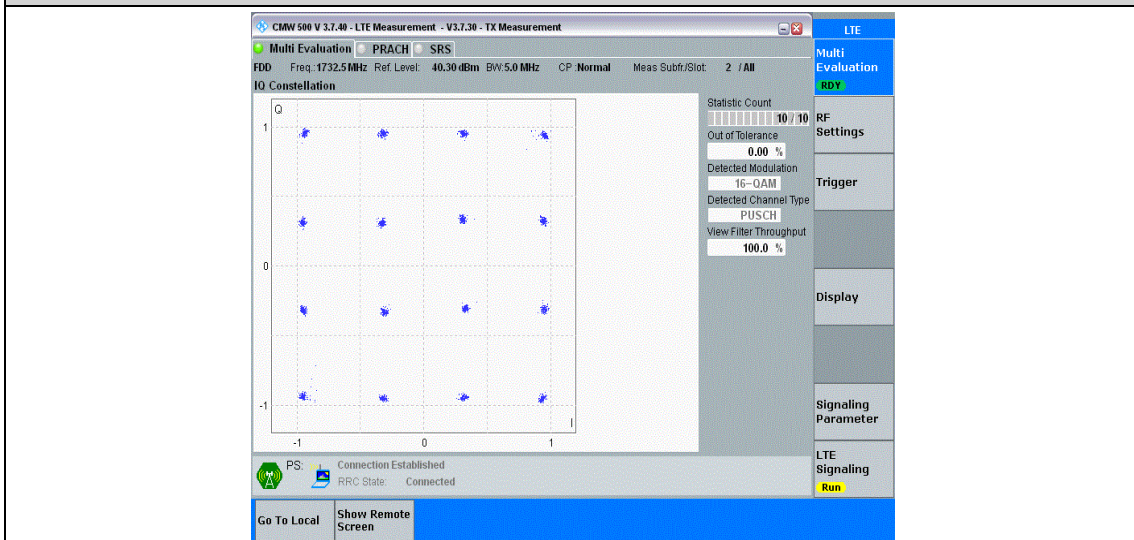 CMW 500 V 3.7.40 - LTE Measurement - V3.7.30 - TX Measurement
LTE
Multi Evaluation PRACH SRS
Multi
Evaluation
RDY
FDD Freq.:1732.5 MHz Ref. Level: 40.30 dBm BW:5.0 MHz CP :Normal Meas Subfr./Slot: 2 / All
IQ Constellation
Q
1
0
-1
-1 0 1
I
Statistic Count
10 / 10
Out of Tolerance
0.00 %
Detected Modulation
16-QAM
Detected Channel Type
PUSCH
View Filter Throughput
100.0 %
RF
Settings
Trigger
Display
Signaling
Parameter
LTE
Signaling
Run
PS: Connection Established
RRC State: Connected
Go To Local
Show Remote
Screen